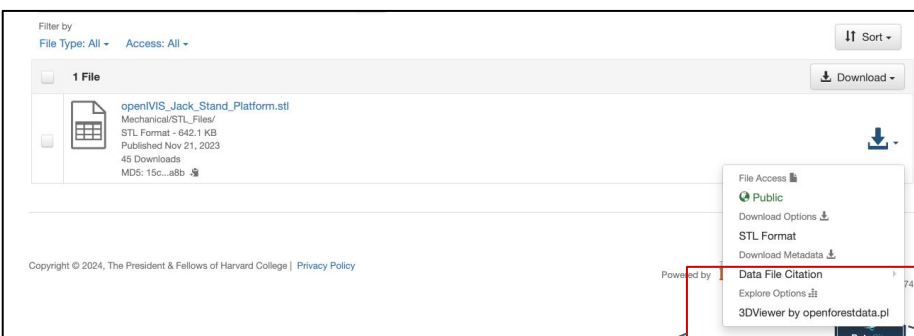 Filter by
File Type: All Access: All
Sort
1 File
Download
openIVIS_Jack_Stand_Platform.stl
Mechanical/STL_Files/
STL Format - 642.1 KB
Published Nov 21, 2023
45 Downloads
MD5: 15c...a8b
File Access
Public
Download Options
STL Format
Download Metadata
Data File Citation
Explore Options
3DViewer by openforestdata.pl
Copyright © 2024, The President & Fellows of Harvard College | Privacy Policy
Powered by
74